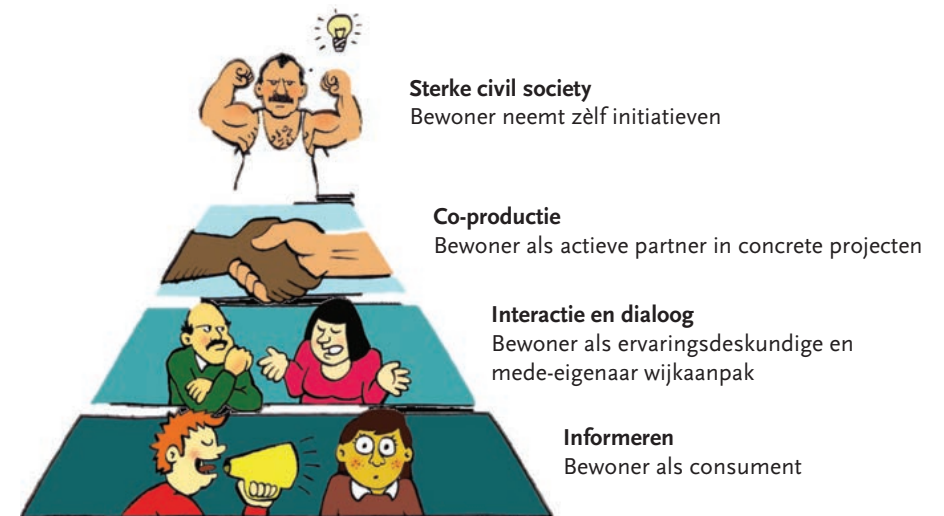 Sterke civil society
Bewoner neemt zèlf initiatieven
Co-productie
Bewoner als actieve partner in concrete projecten
Interactie en dialoog
Bewoner als ervaringsdeskundige en
mede-eigenaar wijkaanpak
Informeren
Bewoner als consument